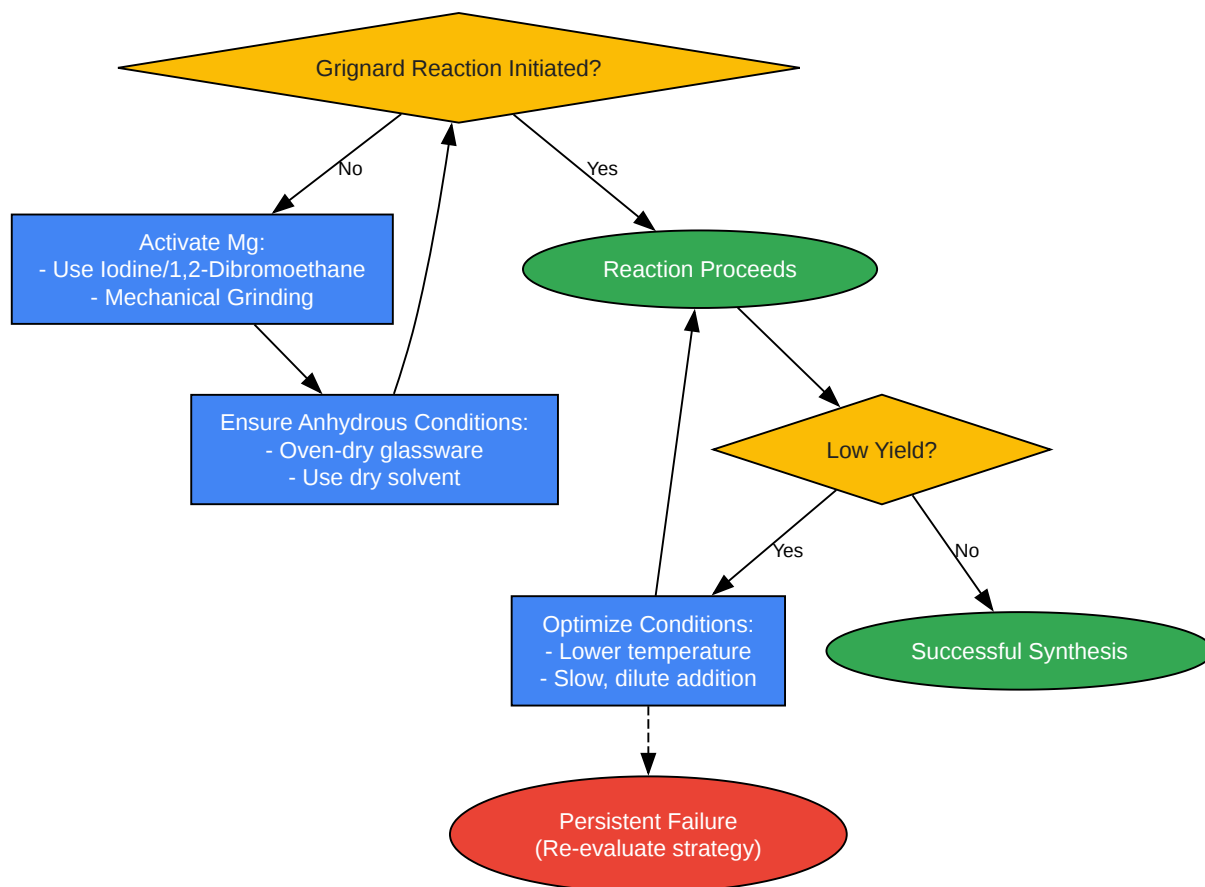 Grignard Reaction Initiated?
No
Yes
Activate Mg:
- Use Iodine/1,2-Dibromoethane
- Mechanical Grinding
Reaction Proceeds
Ensure Anhydrous Conditions:
- Oven-dry glassware
- Use dry solvent
Low Yield?
Yes
No
Optimize Conditions:
- Lower temperature
- Slow, dilute addition
Successful Synthesis
Persistent Failure
(Re-evaluate strategy)